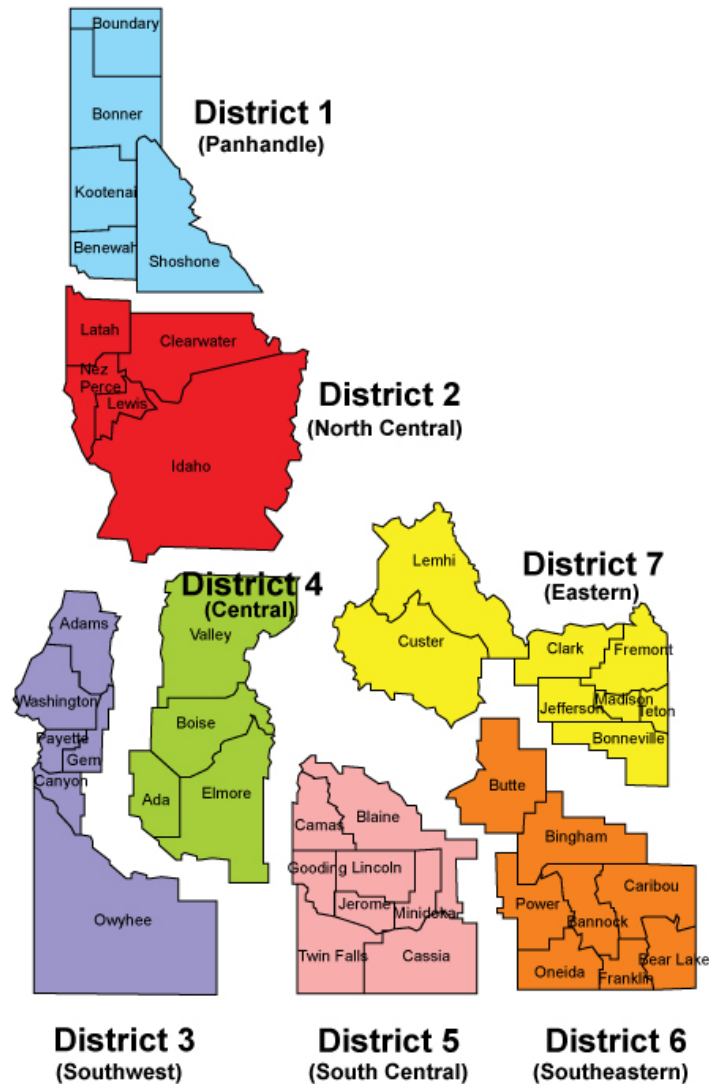 Boundary
Bonner
District 1
(Panhandle)
Kootenai
Benewah
Shoshone
Latah
Clearwater
Nez
Perce
Lewis
District 2
(North Central)
Idaho
District 4
(Central)
Valley
Boise
Ada
Elmore
Adams
Washington
Payette
Gem
Canyon
Owyhee
District 3
(Southwest)
Lemhi
District 7
(Eastern)
Custer
Clark
Fremont
Jefferson
Madison
Teton
Bonneville
Blaine
Camas
Gooding
Lincoln
Jerome
Minidoka
Twin Falls
Cassia
District 5
(South Central)
Butte
Bingham
Power
Caribou
Bannock
Oneida
Franklin
Bear Lake
District 6
(Southeastern)